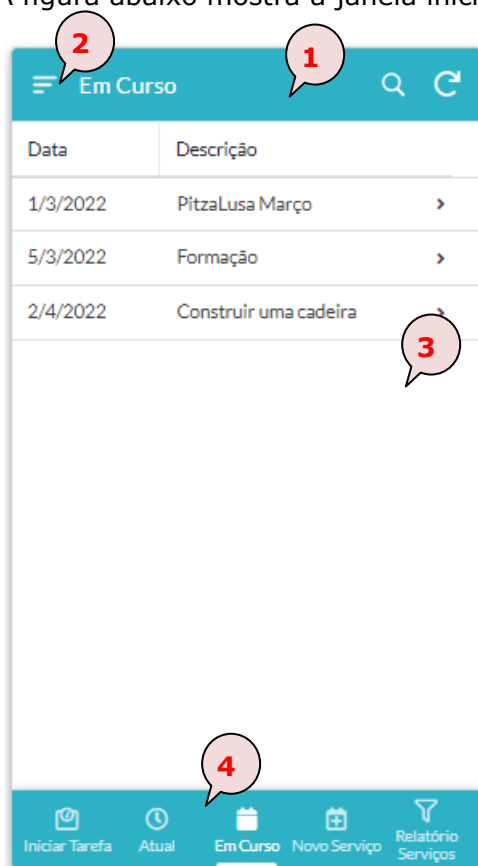 A figura abaixo mostra a janela inici
2
1
Em Curso
Data Descrição
1/3/2022 PitzaLusa Março
5/3/2022 Formação
2/4/2022 Construir uma cadeira
3
4
Iniciar Tarefa Atual Em Curso Novo Serviço Relatório
Serviços